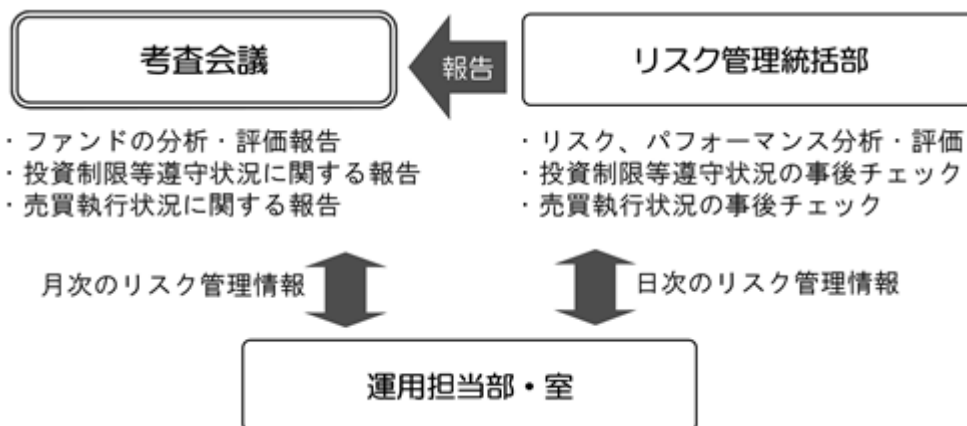 考査会議
報告
リスク管理統括部
・ファンドの分析・評価報告
・投資制限等遵守状況に関する報告
・売買執行状況に関する報告
・リスク、パフォーマンス分析・評価
・投資制限等遵守状況の事後チェック
・売買執行状況の事後チェック
月次のリスク管理情報
日次のリスク管理情報
運用担当部・室